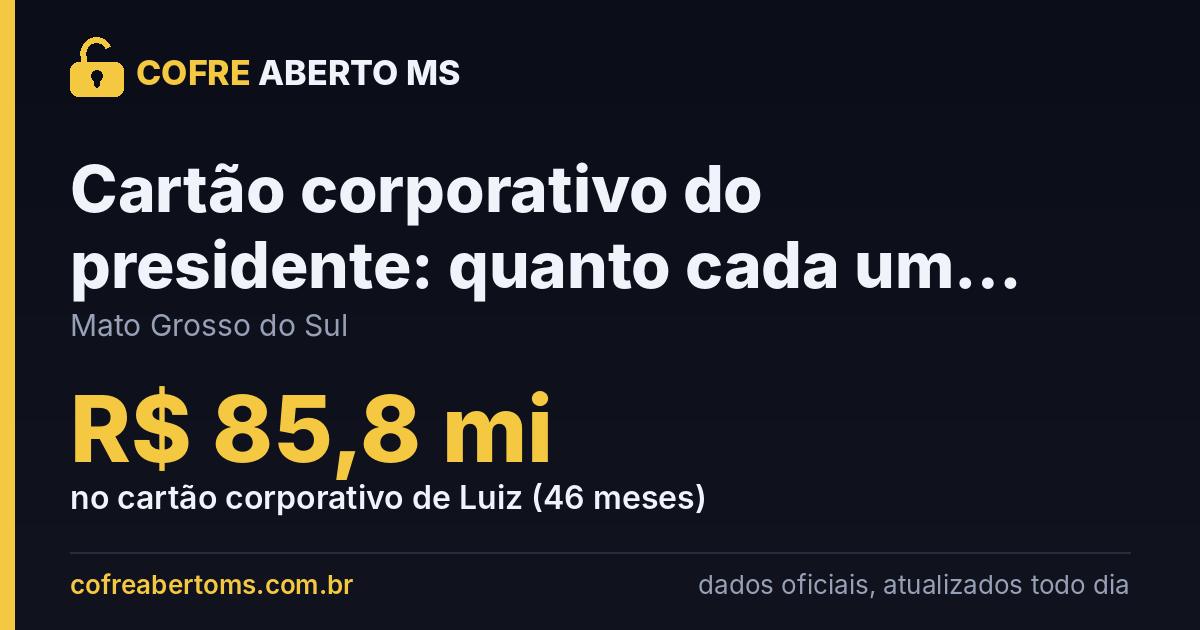 COFRE ABERTO MS
Cartão corporativo do
presidente: quanto cada um...
Mato Grosso do Sul
R$ 85,8 mi
no cartão corporativo de Luiz (46 meses)
cofreabertoms.com.br
dados oficiais, atualizados todo dia